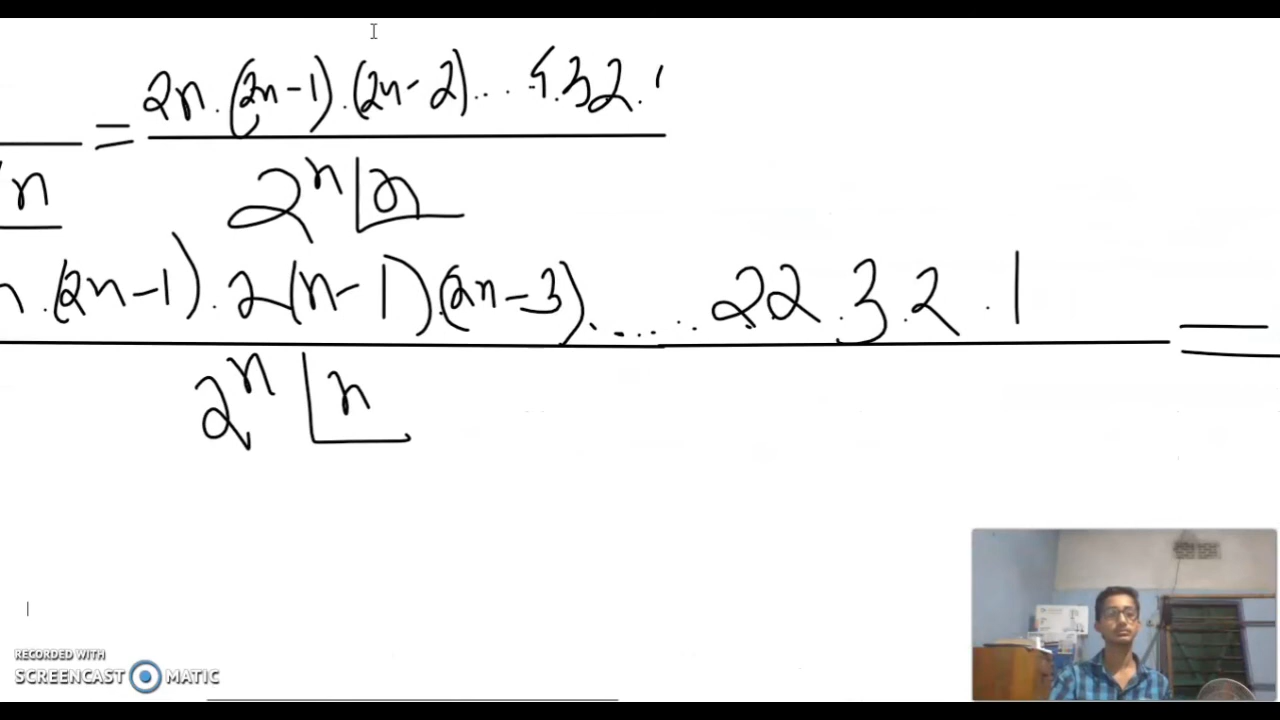 = 2n.(2n-1).(2n-2)... 4.3 2.1
n 2^n |n
n.(2n-1).2(n-1)(2n-3)....... 2.2.3.2.1 =
2^n |n
RECORDED WITH
SCREENCAST MATIC